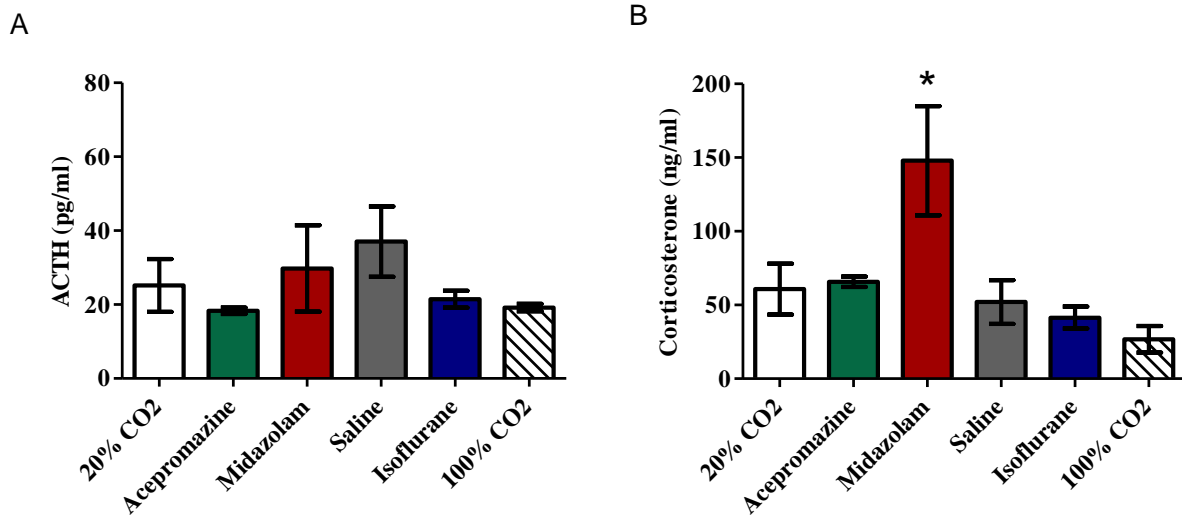 A
ACTH (pg/ml)
80
60
40
20
0
20% CO2
Acepromazine
Midazolam
Saline
Isoflurane
100% CO2
B
Corticosterone (ng/ml)
200
150
100
50
0
*
20% CO2
Acepromazine
Midazolam
Saline
Isoflurane
100% CO2